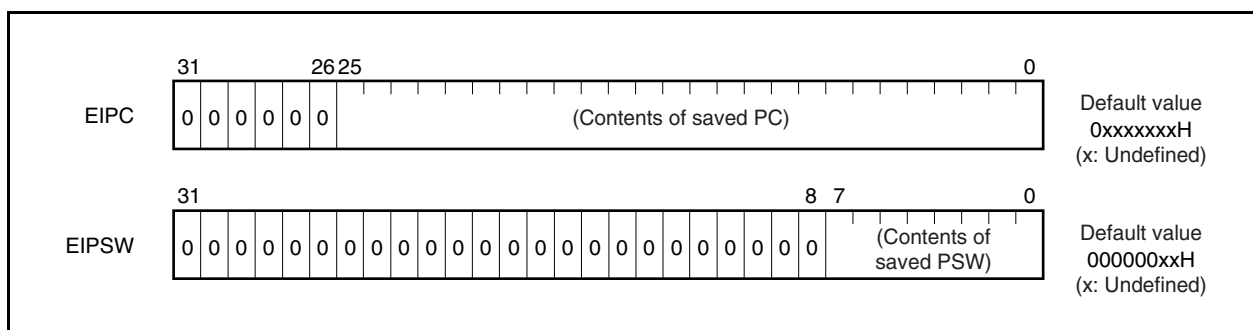 31 26 25 0
EIPC 0 0 0 0 0 0 (Contents of saved PC)
Default value
0xxxxxxxH
(x: Undefined)
31 8 7 0
EIPSW 0 0 0 0 0 0 0 0 0 0 0 0 0 0 0 0 0 0 0 0 0 0 0 0 (Contents of
saved PSW)
Default value
000000xxH
(x: Undefined)